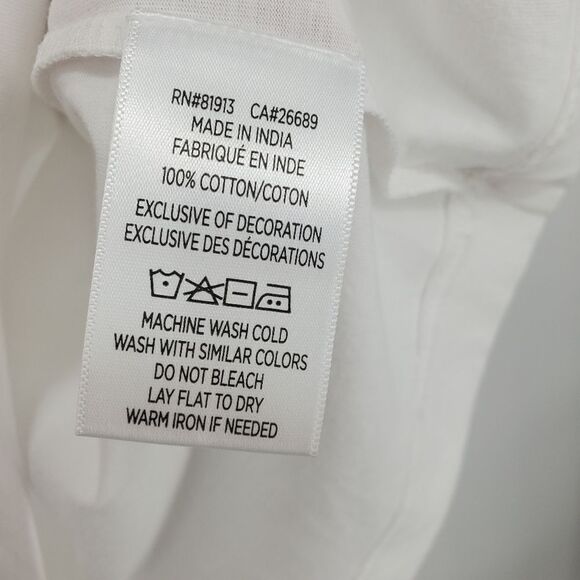 RN#81913 CA#26689
MADE IN INDIA
FABRIQUÉ EN INDE
100% COTTON/COTON
EXCLUSIVE OF DECORATION
EXCLUSIVE DES DÉCORATIONS
MACHINE WASH COLD
WASH WITH SIMILAR COLORS
DO NOT BLEACH
LAY FLAT TO DRY
WARM IRON IF NEEDED